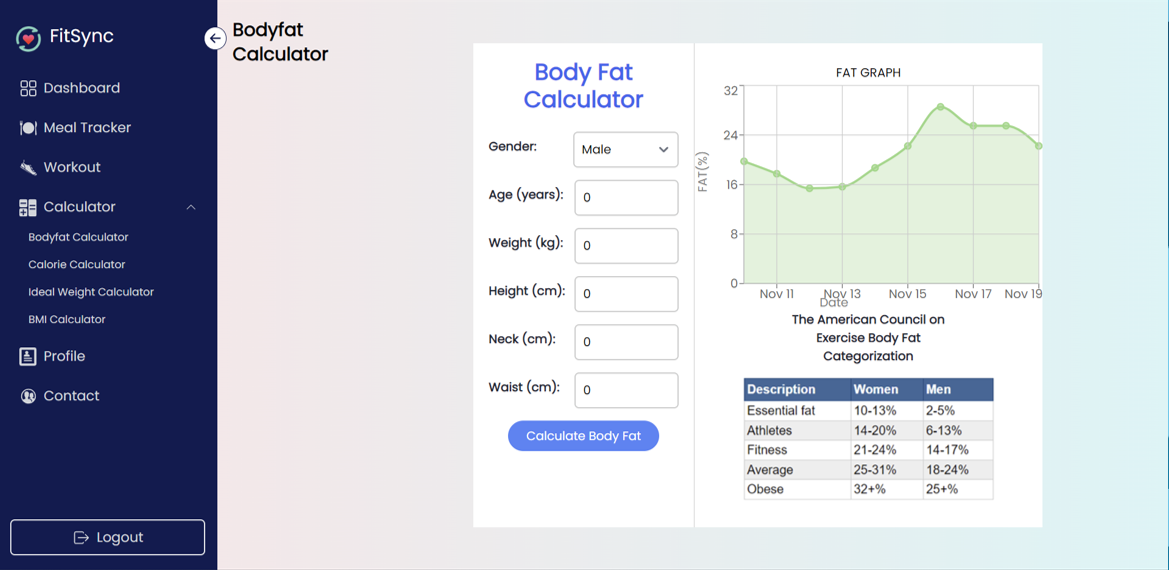 FitSync
Dashboard
Meal Tracker
Workout
Calculator
Bodyfat Calculator
Calorie Calculator
Ideal Weight Calculator
BMI Calculator
Profile
Contact
Logout
Bodyfat
Calculator
Body Fat
Calculator
Gender: Male
Age (years): 0
Weight (kg): 0
Height (cm): 0
Neck (cm): 0
Waist (cm): 0
Calculate Body Fat
FAT GRAPH
32
24
16
8
0
FAT(%)
Nov 11 Nov 13 Nov 15 Nov 17 Nov 19
Date
The American Council on
Exercise Body Fat
Categorization
Description Women Men
Essential fat 10-13% 2-5%
Athletes 14-20% 6-13%
Fitness 21-24% 14-17%
Average 25-31% 18-24%
Obese 32+% 25+%